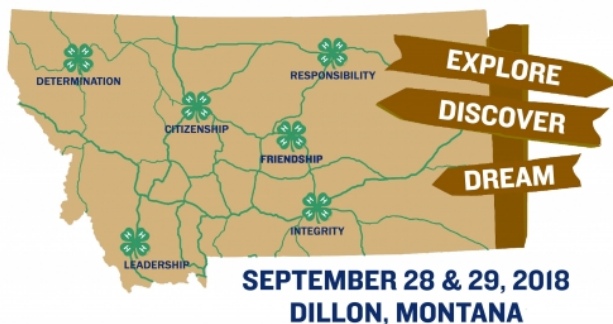 DETERMINATION
RESPONSIBILITY
CITIZENSHIP
FRIENDSHIP
INTEGRITY
LEADERSHIP
EXPLORE
DISCOVER
DREAM
SEPTEMBER 28 & 29, 2018
DILLON, MONTANA